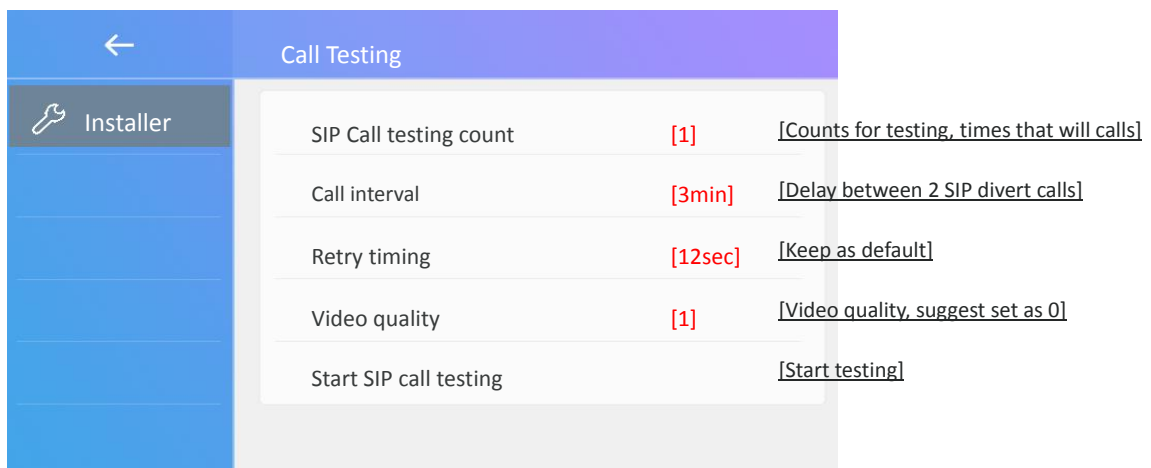 Call Testing
Installer
SIP Call testing count [1] [Counts for testing, times that will calls]
Call interval [3min] [Delay between 2 SIP divert calls]
Retry timing [12sec] [Keep as default]
Video quality [1] [Video quality, suggest set as 0]
Start SIP call testing [Start testing]